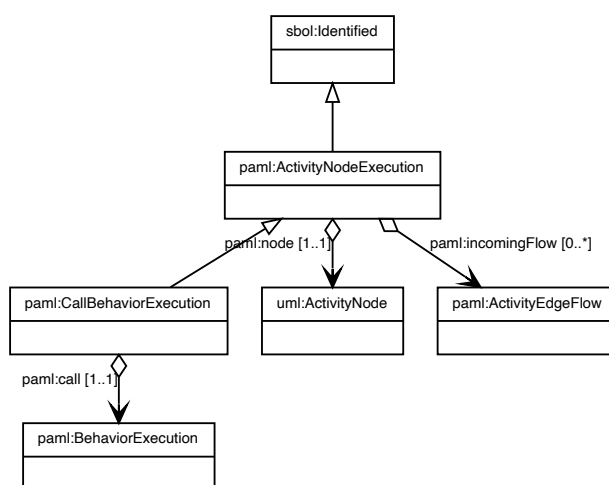 sbol:Identified
paml:ActivityNodeExecution
paml:node [1..1]
paml:incomingFlow [0..*]
paml:CallBehaviorExecution
uml:ActivityNode
paml:ActivityEdgeFlow
paml:call [1..1]
paml:BehaviorExecution